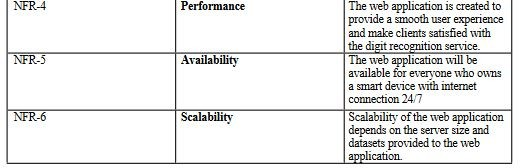 NFR-4 Performance The web application is created to
provide a smooth user experience
and make clients satisfied with
the digit recognition service.
NFR-5 Availability The web application will be
available for everyone who owns
a smart device with internet
connection 24/7
NFR-6 Scalability Scalability of the web application
depends on the server size and
datasets provided to the web
application.